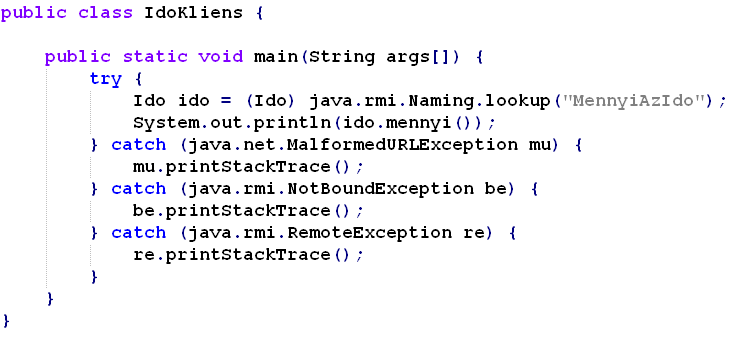 public class IdoKliens {
public static void main(String args[]) {
try {
Ido ido = (Ido) java.rmi.Naming.lookup("MennyiAzIdo");
System.out.println(ido.mennyi());
} catch (java.net.MalformedURLException mu) {
mu.printStackTrace();
} catch (java.rmi.NotBoundException be) {
be.printStackTrace();
} catch (java.rmi.RemoteException re) {
re.printStackTrace();
}
}
}